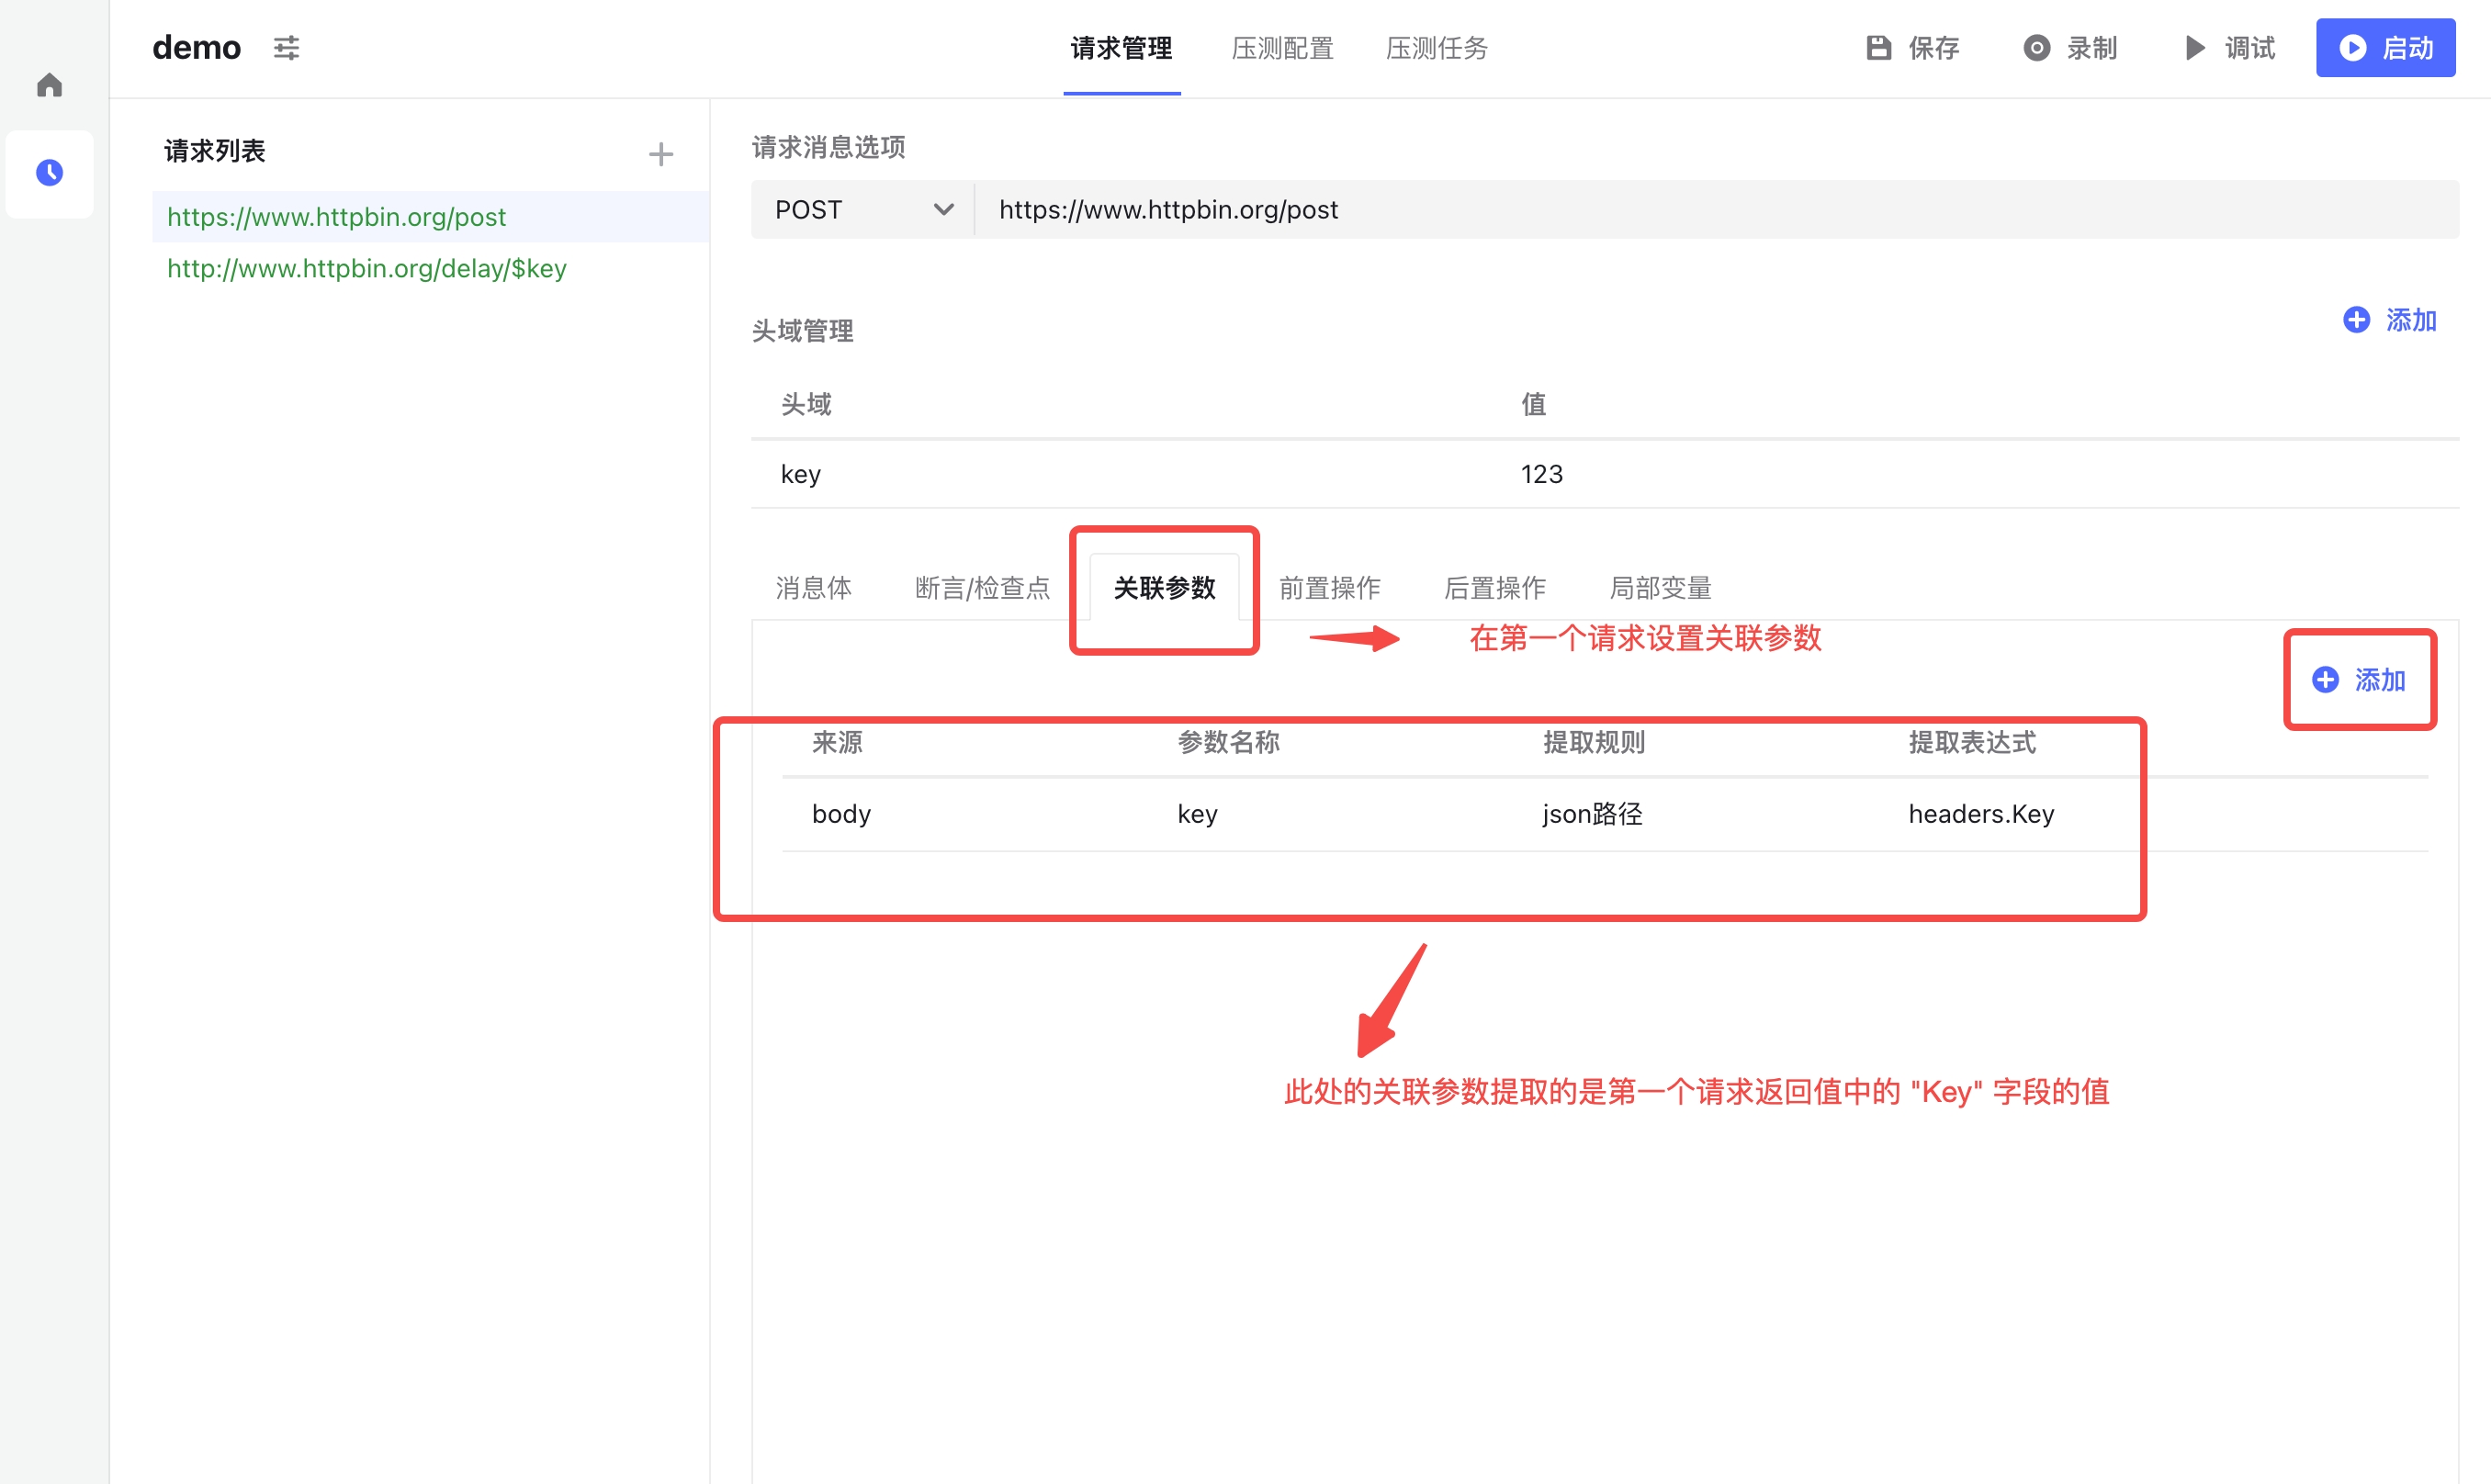 demo
请求管理 压测配置 压测任务
保存 录制 调试 启动
请求列表
https://www.httpbin.org/post
http://www.httpbin.org/delay/$key
请求消息选项
POST https://www.httpbin.org/post
头域管理
添加
头域 值
key 123
消息体 断言/检查点 关联参数 前置操作 后置操作 局部变量
在第一个请求设置关联参数
添加
来源 参数名称 提取规则 提取表达式
body key json路径 headers.Key
此处的关联参数提取的是第一个请求返回值中的 "Key" 字段的值